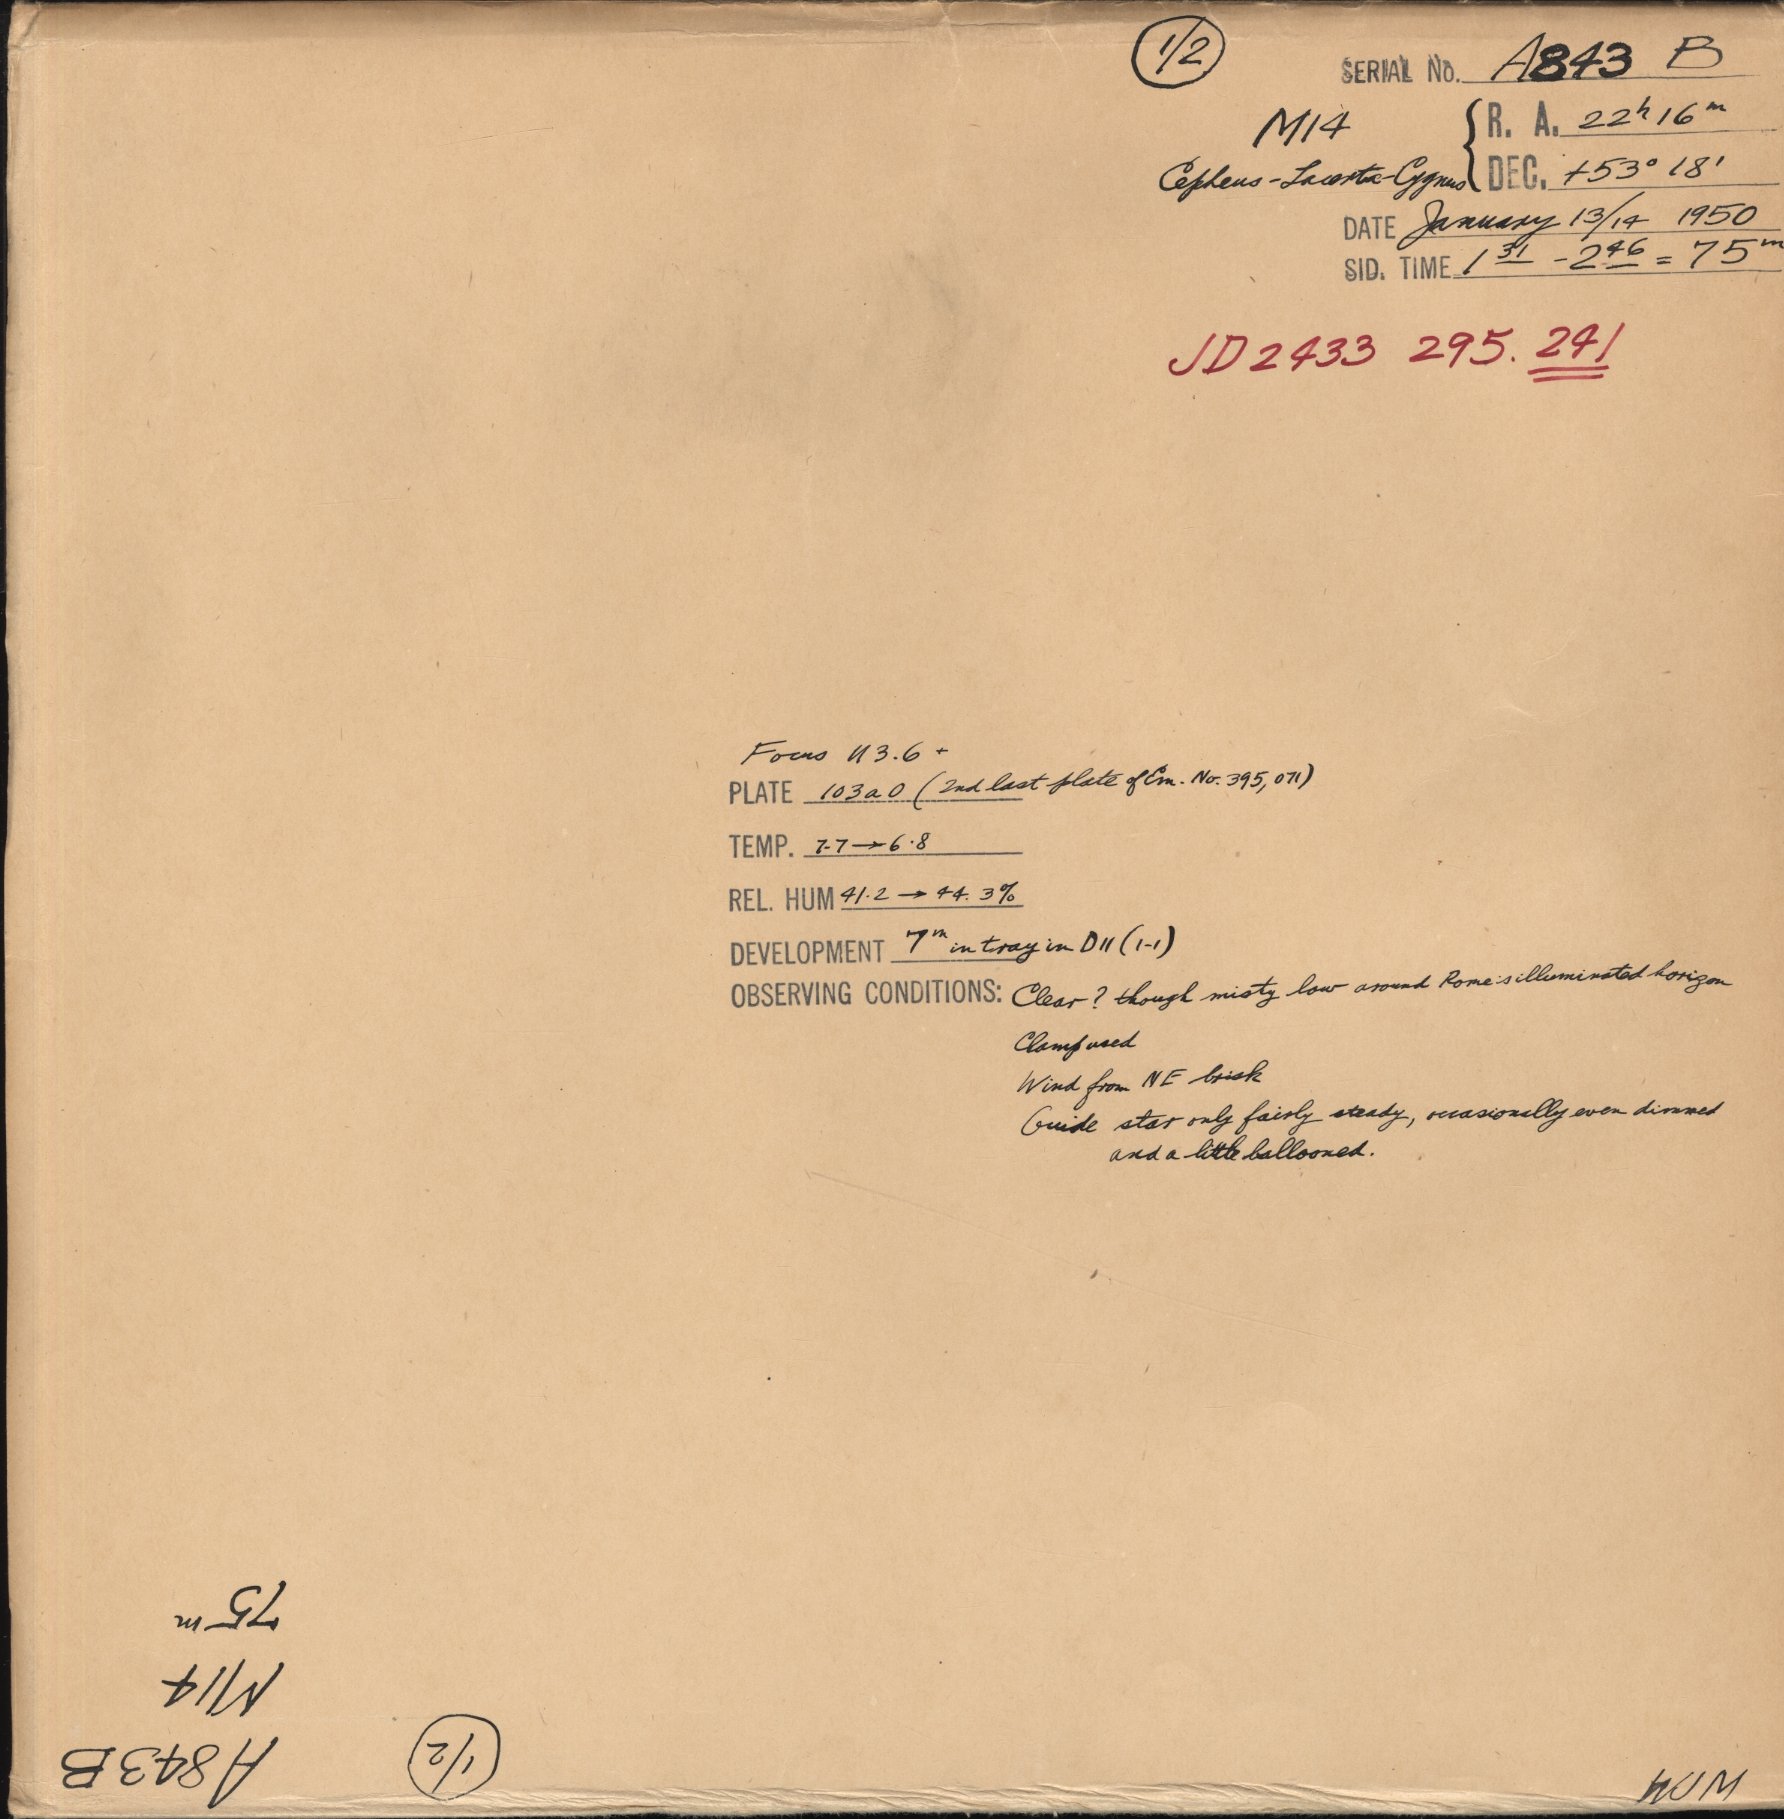 1/2
SERIAL No. A843 B
M14
R. A. 22h 16m
Cepheus-Lacerta-Cygnus
DEC. +53° 18'
DATE January 13/14 1950
SID. TIME 1 31 - 2 46 = 75m
JD 2433 295. 241
Focus 113.6 +
PLATE 103a0 (2nd last plate of Em. No. 395,071)
TEMP. 7.7 → 6.8
REL. HUM 41.2 → 44.3%
DEVELOPMENT 7m in tray in D11 (1-1)
OBSERVING CONDITIONS: Clear? though misty low around Rome's illuminated horizon
Clamp used
Wind from NE brisk
Guide star only fairly steady, occasionally even dimmed
and a little ballooned.
75m
M14
A843B
1/2